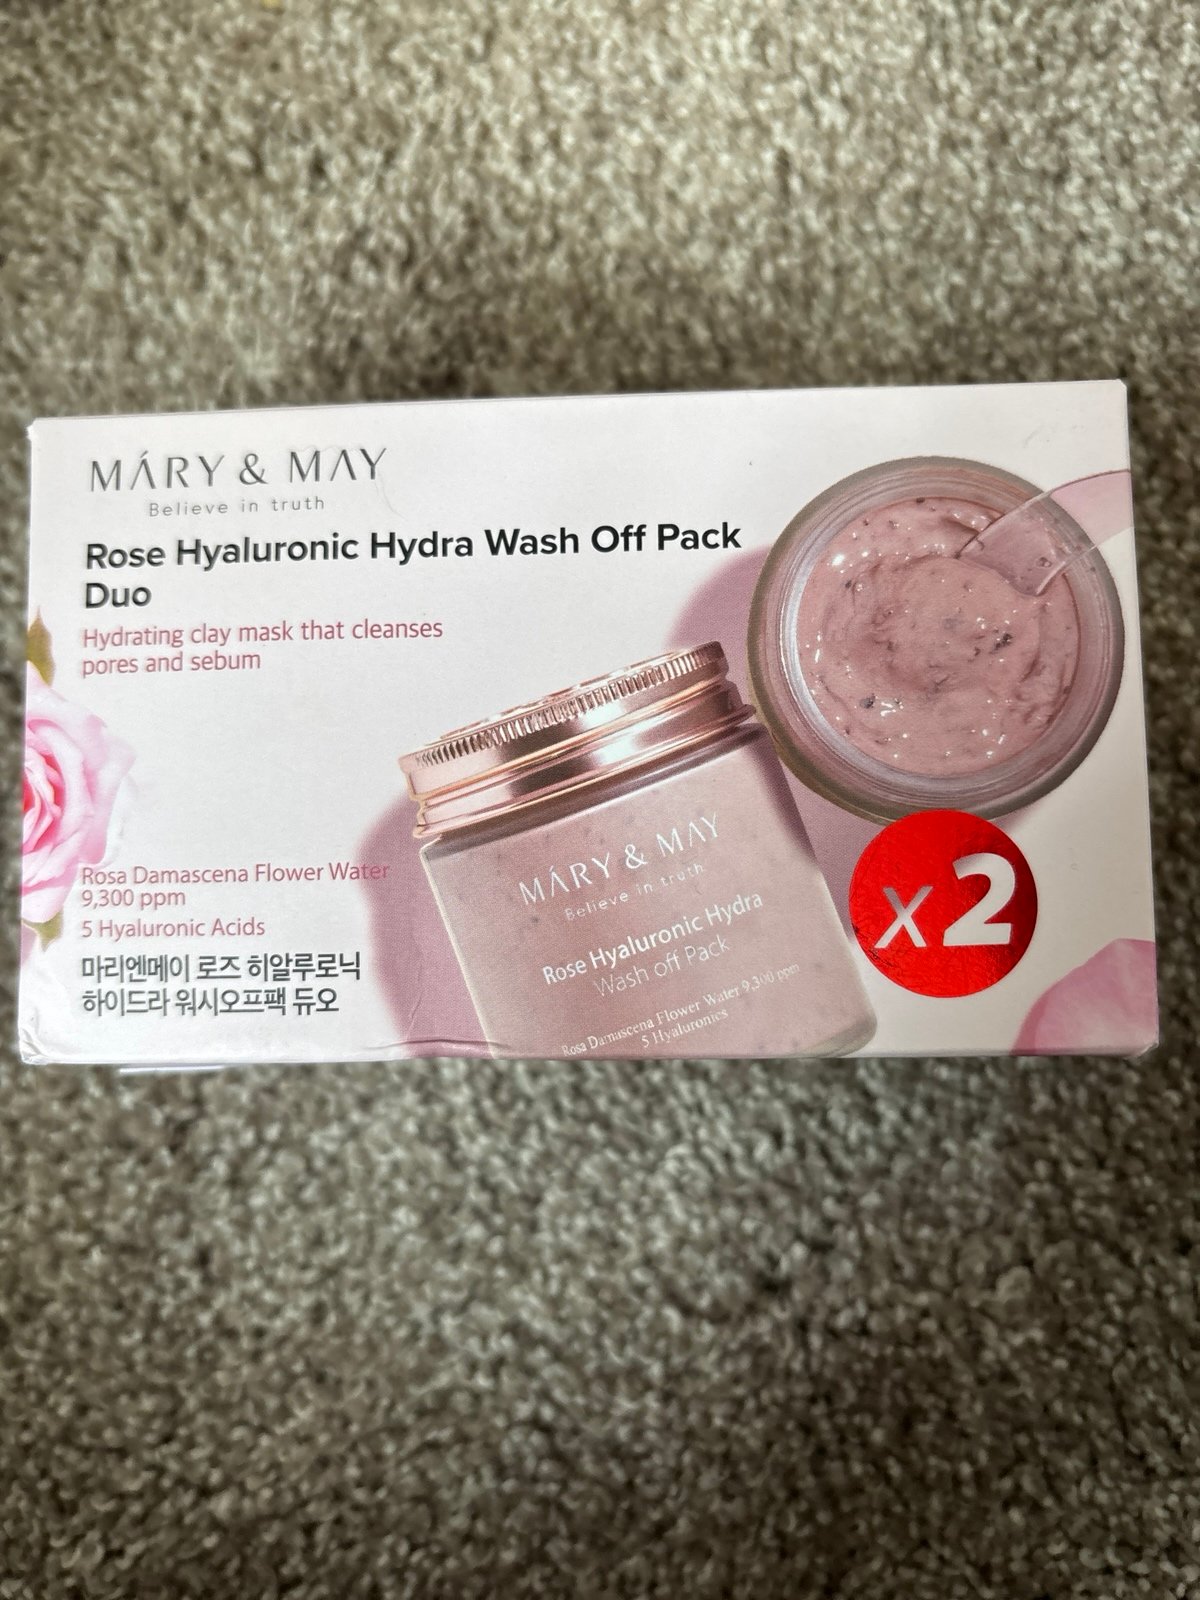 MÁRY & MAY
Believe in truth
Rose Hyaluronic Hydra Wash Off Pack
Duo
Hydrating clay mask that cleanses
pores and sebum
Rosa Damascena Flower Water
9,300 ppm
5 Hyaluronic Acids
마리엔메이 로즈 히알루로닉
하이드라 워시오프팩 듀오
MÁRY & MAY
Believe in truth
Rose Hyaluronic Hydra
Wash off Pack
Rosa Damascena Flower Water 9,300 ppm
5 Hyaluronics
x2